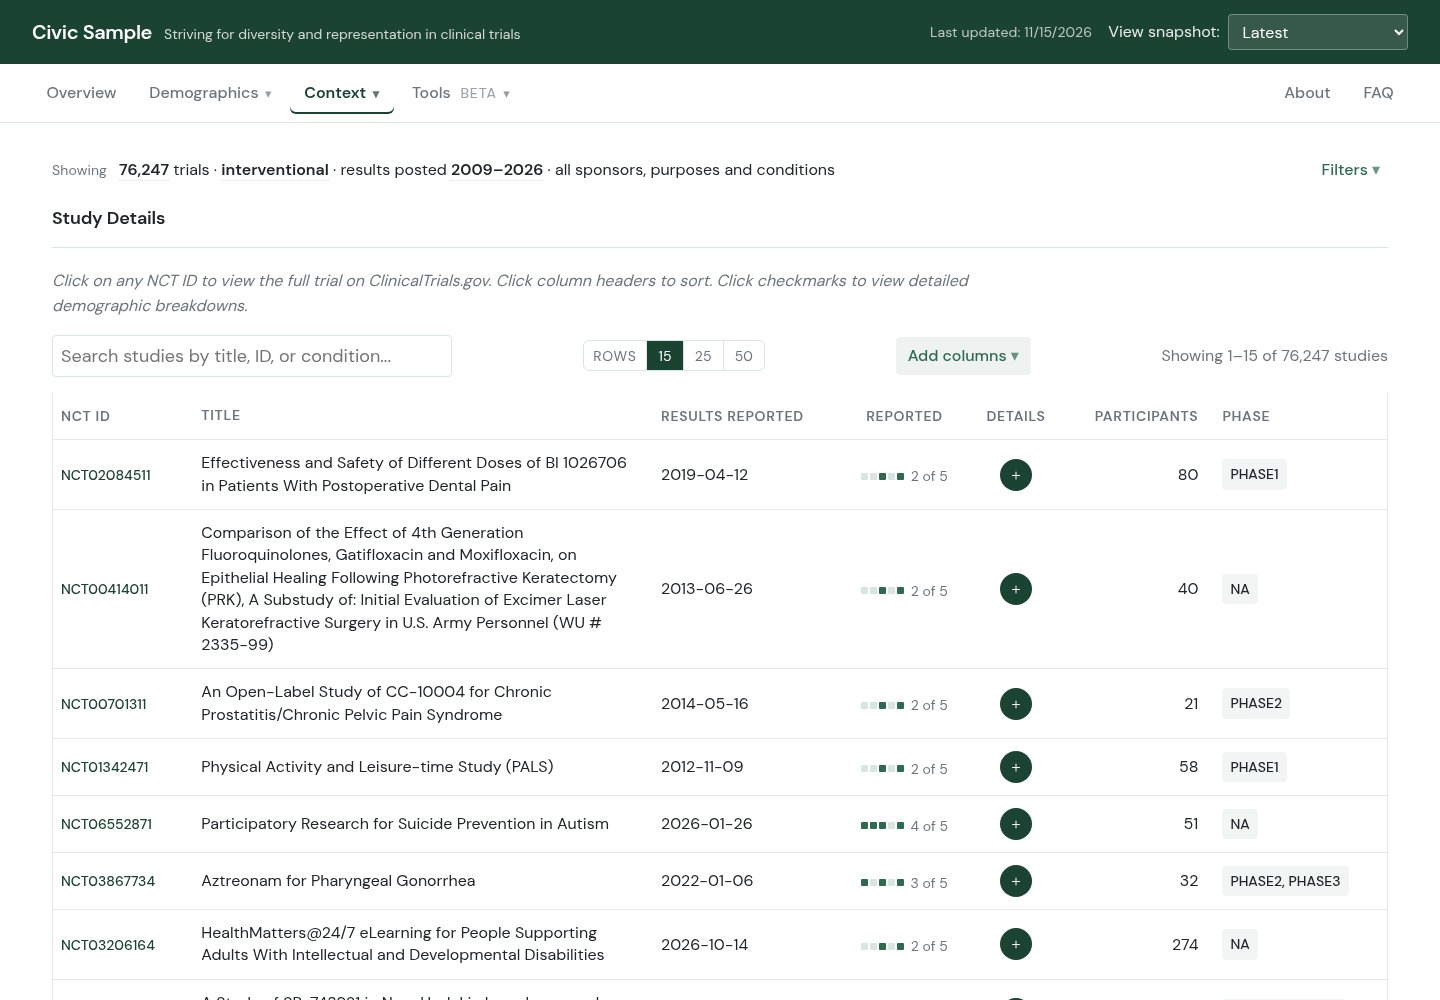 Civic Sample Striving for diversity and representation in clinical trials
Last updated: 11/15/2026 View snapshot: Latest
Overview Demographics ▾ Context ▾ Tools BETA ▾ About FAQ
Showing 76,247 trials · interventional · results posted 2009–2026 · all sponsors, purposes and conditions Filters ▾
Study Details
Click on any NCT ID to view the full trial on ClinicalTrials.gov. Click column headers to sort. Click checkmarks to view detailed
demographic breakdowns.
Search studies by title, ID, or condition... ROWS 15 25 50 Add columns ▾ Showing 1–15 of 76,247 studies
NCT ID TITLE RESULTS REPORTED REPORTED DETAILS PARTICIPANTS PHASE
NCT02084511 Effectiveness and Safety of Different Doses of BI 1026706
in Patients With Postoperative Dental Pain 2019-04-12 2 of 5 + 80 PHASE1
Comparison of the Effect of 4th Generation
Fluoroquinolones, Gatifloxacin and Moxifloxacin, on
Epithelial Healing Following Photorefractive Keratectomy
NCT00414011 (PRK), A Substudy of: Initial Evaluation of Excimer Laser 2013-06-26 2 of 5 + 40 NA
Keratorefractive Surgery in U.S. Army Personnel (WU #
2335-99)
NCT00701311 An Open-Label Study of CC-10004 for Chronic
Prostatitis/Chronic Pelvic Pain Syndrome 2014-05-16 2 of 5 + 21 PHASE2
NCT01342471 Physical Activity and Leisure-time Study (PALS) 2012-11-09 2 of 5 + 58 PHASE1
NCT06552871 Participatory Research for Suicide Prevention in Autism 2026-01-26 4 of 5 + 51 NA
NCT03867734 Aztreonam for Pharyngeal Gonorrhea 2022-01-06 3 of 5 + 32 PHASE2, PHASE3
NCT03206164 HealthMatters@24/7 eLearning for People Supporting
Adults With Intellectual and Developmental Disabilities 2026-10-14 2 of 5 + 274 NA